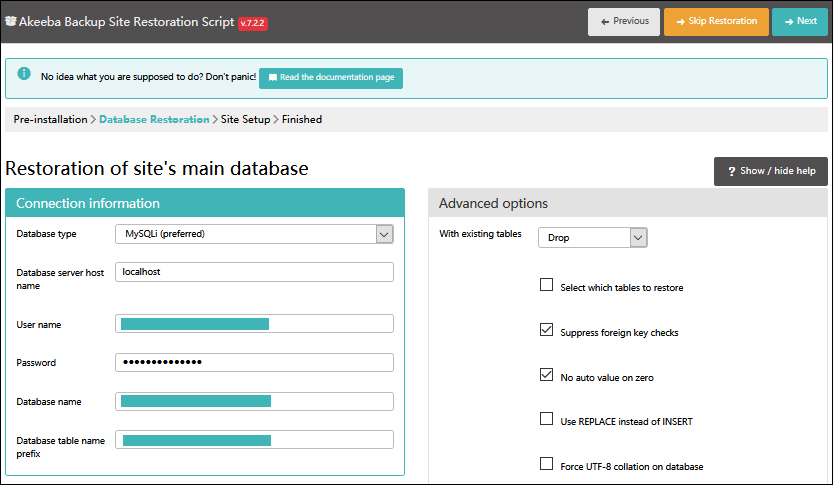 Akeeba Backup Site Restoration Script v.7.2.2
Previous
Skip Restoration
Next
No idea what you are supposed to do? Don't panic! Read the documentation page
Pre-installation > Database Restoration > Site Setup > Finished
Restoration of site's main database
? Show / hide help
Connection information
Database type
MySQLi (preferred)
Database server host
name
localhost
User name
Password
••••••••••••••
Database name
Database table name
prefix
Advanced options
With existing tables
Drop
Select which tables to restore
Suppress foreign key checks
No auto value on zero
Use REPLACE instead of INSERT
Force UTF-8 collation on database